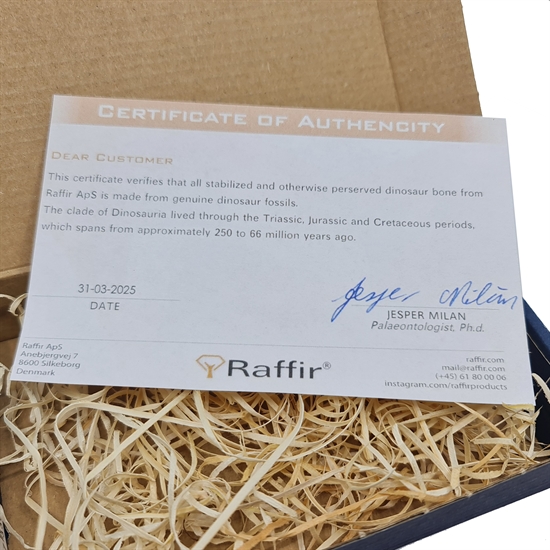 CERTIFICATE OF AUTHENCITY
DEAR CUSTOMER
This certificate verifies that all stabilized and otherwise perserved dinosaur bone from
Raffir ApS is made from genuine dinosaur fossils.
The clade of Dinosauria lived through the Triassic, Jurassic and Cretaceous periods,
which spans from approximately 250 to 66 million years ago.
31-03-2025
DATE
Jesper Milàn
JESPER MILAN
Palaeontologist, Ph.d.
Raffir ApS
Anebjergvej 7
8600 Silkeborg
Denmark
Raffir®
raffir.com
mail@raffir.com
(+45) 61 80 00 06
instagram.com/raffirproducts